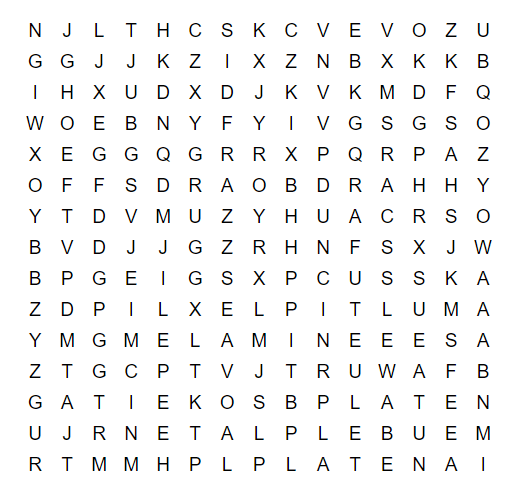 N J L T H C S K C V E V O Z U
G G J J K Z I X Z N B X K K B
I H X U D X D J K V K M D F Q
W O E B N Y F Y I V G S G S O
X E G G Q G R R X P Q R P A Z
O F F S D R A O B D R A H H Y
Y T D V M U Z Y H U A C R S O
B V D J J G Z R H N F S X J W
B P G E I G S X P C U S S K A
Z D P I L X E L P I T L U M A
Y M G M E L A M I N E E E S A
Z T G C P T V J T R U W A F B
G A T I E K O S B P L A T E N
U J R N E T A L P L E B U E M
R T M M H P L P L A T E N A I